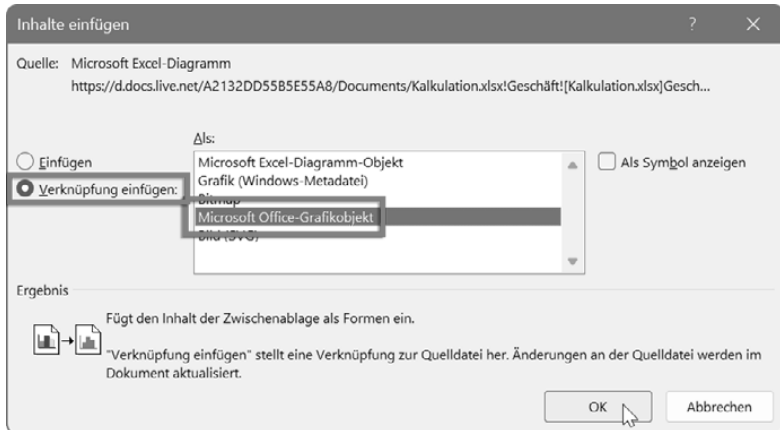 Inhalte einfügen ? ×
Quelle: Microsoft Excel-Diagramm
https://d.docs.live.net/A2132DD55B5E55A8/Documents/Kalkulation.xlsx!Geschäft![Kalkulation.xlsx]Gesch...
Als:
Einfügen
Verknüpfung einfügen:
Microsoft Excel-Diagramm-Objekt
Grafik (Windows-Metadatei)
Bitmap
Microsoft Office-Grafikobjekt
Bild (SVG)
Als Symbol anzeigen
Ergebnis
Fügt den Inhalt der Zwischenablage als Formen ein.
"Verknüpfung einfügen" stellt eine Verknüpfung zur Quelldatei her. Änderungen an der Quelldatei werden im
Dokument aktualisiert.
OK
Abbrechen